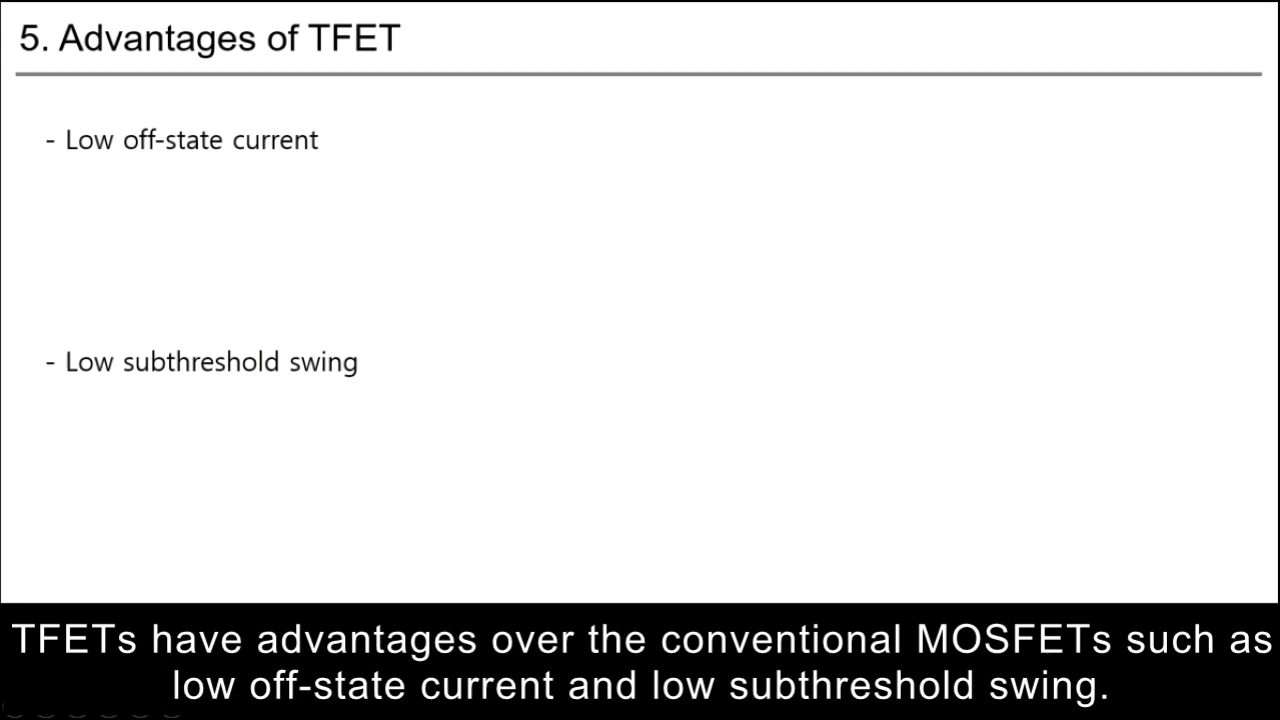 5. Advantages of TFET
- Low off-state current
- Low subthreshold swing
TFETs have advantages over the conventional MOSFETs such as
low off-state current and low subthreshold swing.